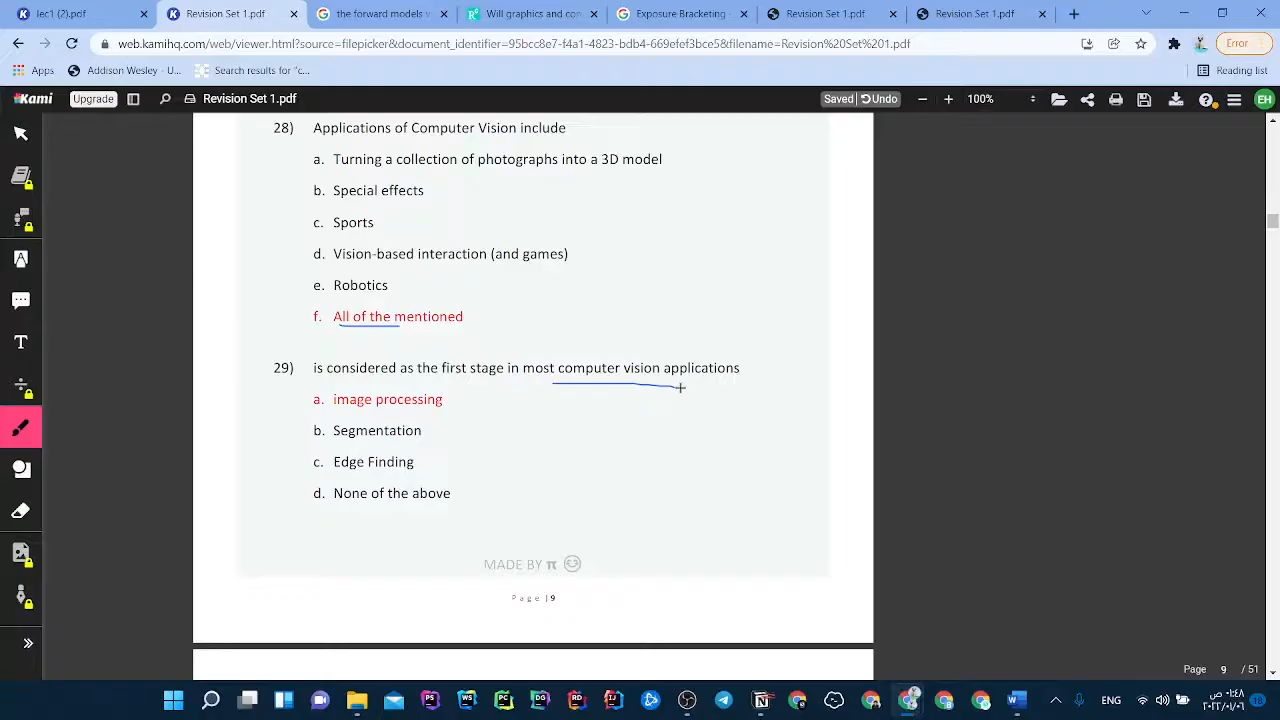 lec1 (2).pdf
Revision Set 1.pdf
the forward models v
Will graphics and con
Exposure Bracketing -
Revision Set 1.pdf
Revision Set 1.pdf
web.kamihq.com/web/viewer.html?source=filepicker&document_identifier=95bcc8e7-f4a1-4823-bdb4-669efef3bce5&filename=Revision%20Set%201.pdf
Error
Apps
Addison Wesley - U...
Search results for "c...
Reading list
Kami
Upgrade
Revision Set 1.pdf
Saved
Undo
100%
EH
28) Applications of Computer Vision include
a. Turning a collection of photographs into a 3D model
b. Special effects
c. Sports
d. Vision-based interaction (and games)
e. Robotics
f. All of the mentioned
29) is considered as the first stage in most computer vision applications
a. image processing
b. Segmentation
c. Edge Finding
d. None of the above
MADE BY π
Page |9
Page 9 / 51
ENG